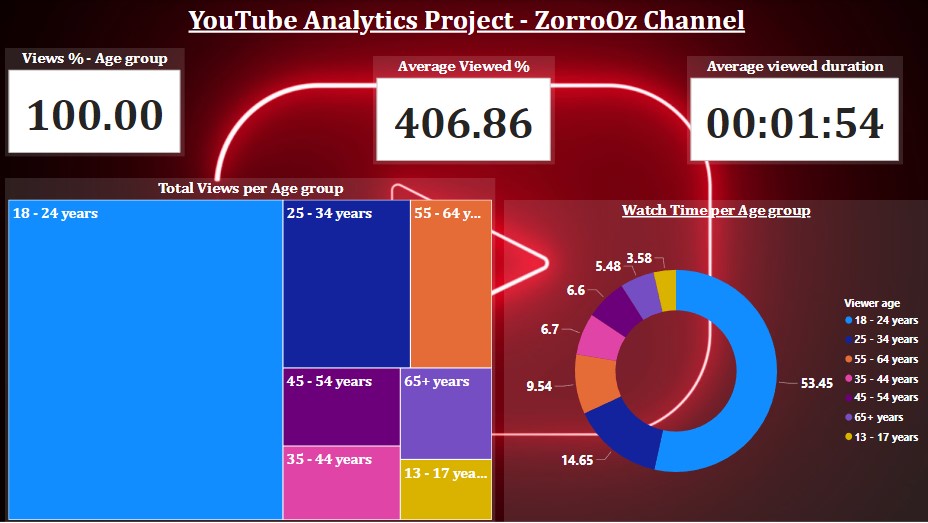 YouTube Analytics Project - ZorroOz Channel
Views % - Age group
100.00
Average Viewed %
406.86
Average viewed duration
00:01:54
Total Views per Age group
18 - 24 years
25 - 34 years
55 - 64 y...
45 - 54 years
65+ years
35 - 44 years
13 - 17 yea...
Watch Time per Age group
3.58
5.48
6.6
6.7
9.54
14.65
53.45
Viewer age
18 - 24 years
25 - 34 years
55 - 64 years
35 - 44 years
45 - 54 years
65+ years
13 - 17 years